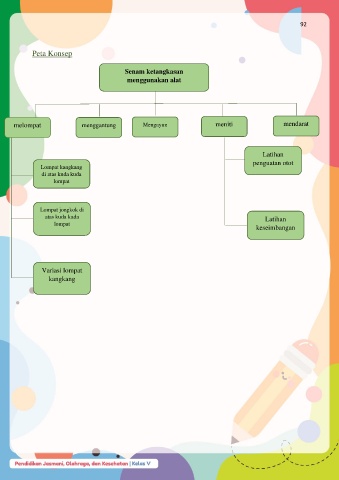 92
Peta Konsep
Senam ketangkasan
menggunakan alat
melompat
menggantung
Mengayun
meniti
mendarat
Lompat kangkang
di atas kuda kuda
lompat
Latihan
penguatan otot
Lompat jongkok di
atas kuda kuda
lompat
Latihan
keseimbangan
Variasi lompat
kangkang
Pendidikan Jasmani, Olahraga, dan Kesehatan | Kelas V